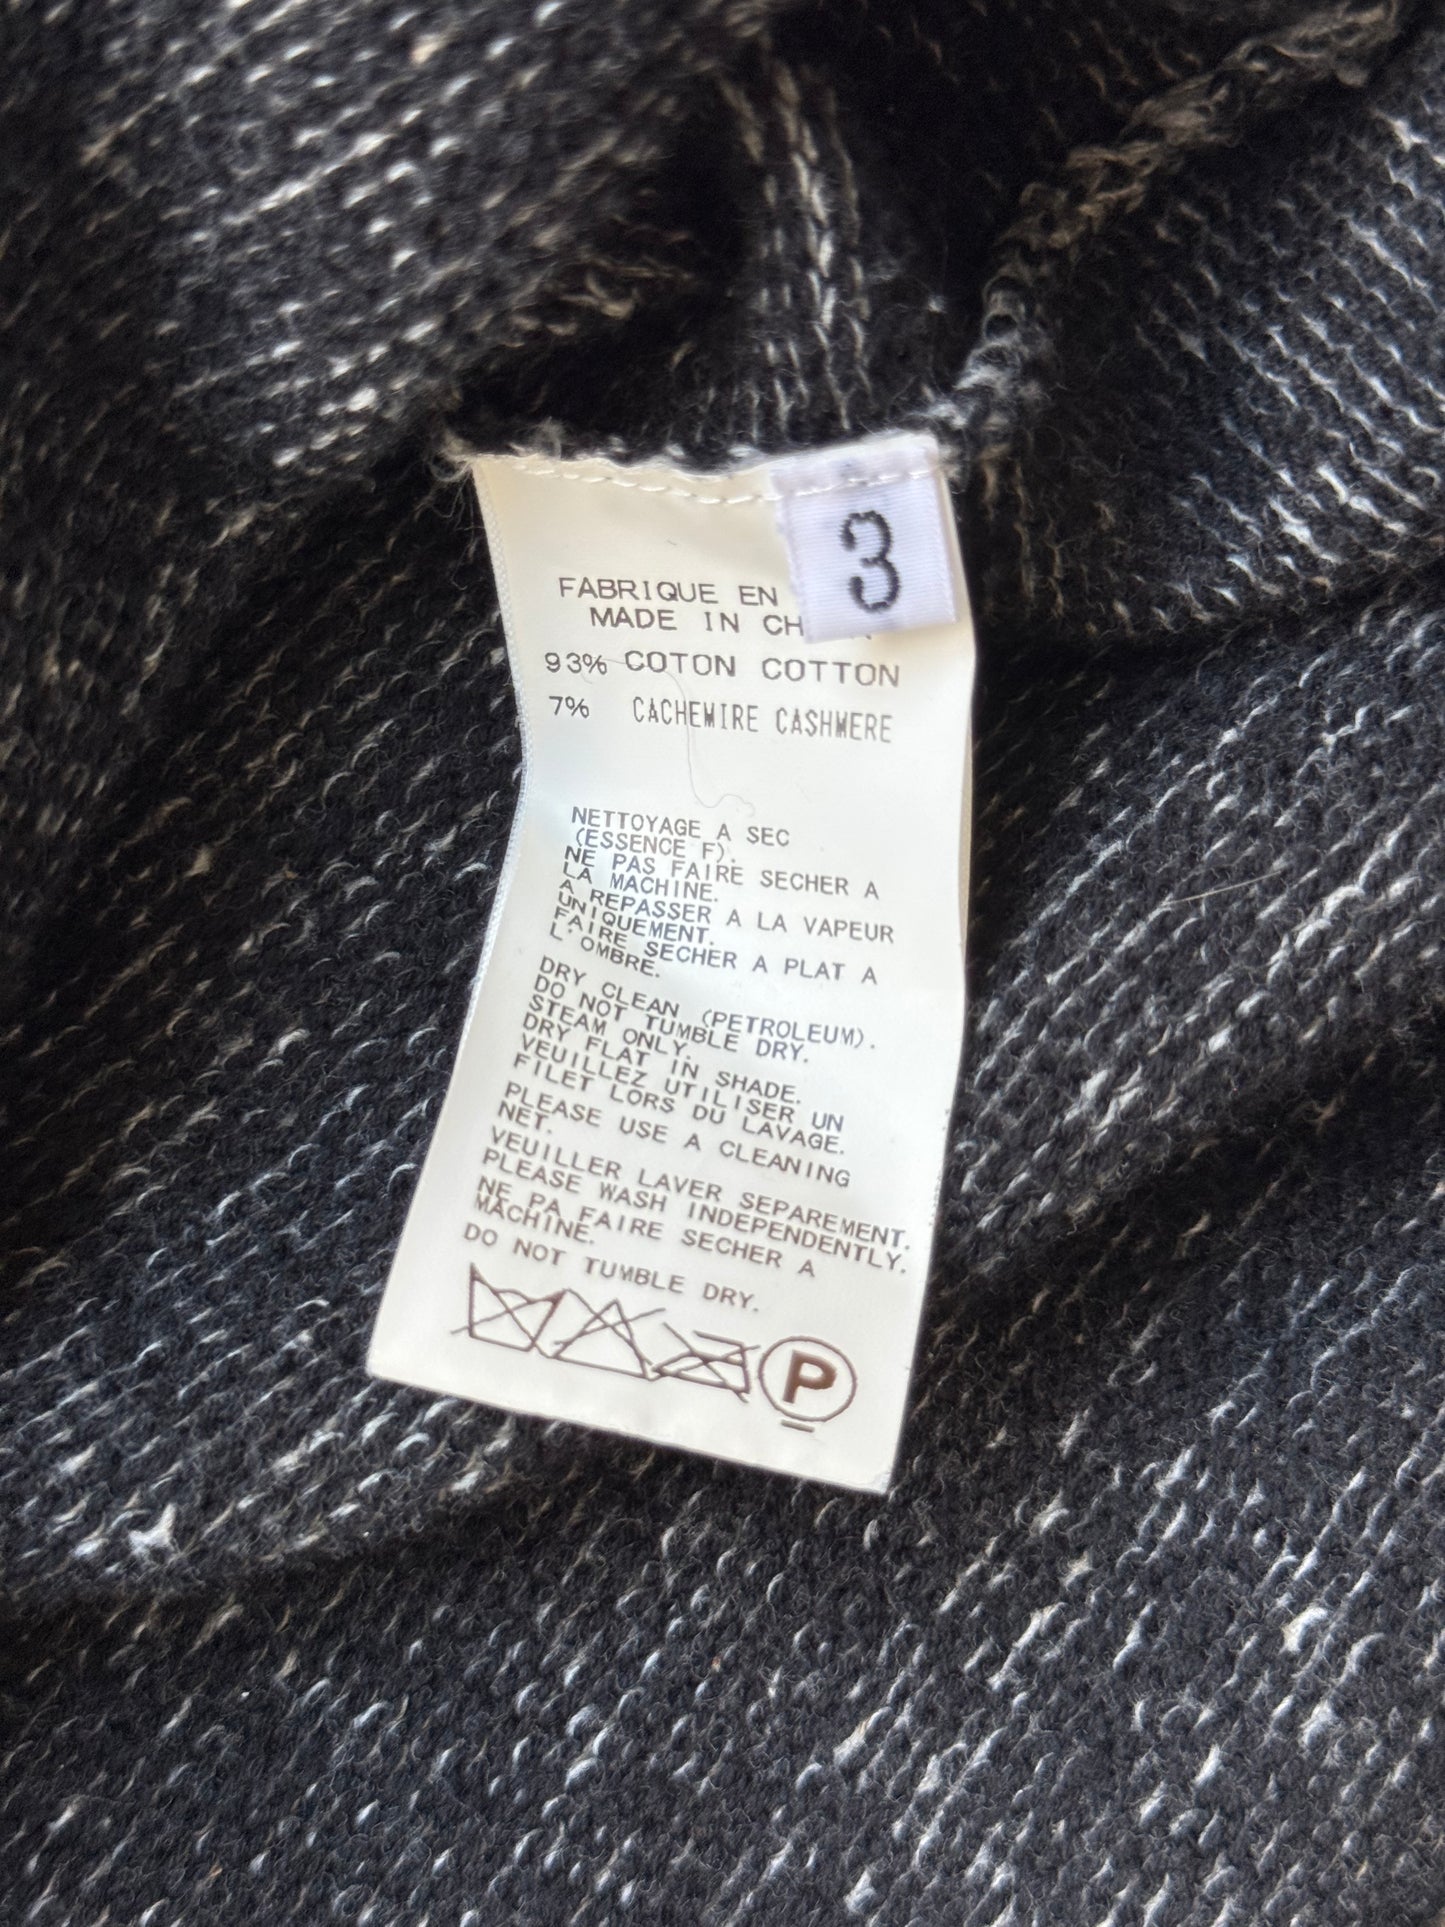 3
FABRIQUE EN
MADE IN
93% COTON COTTON
7% CACHEMIRE CASHMERE
NETTOYAGE A SEC
(ESSENCE F).
NE PAS FAIRE SECHER A
LA MACHINE.
A REPASSER A LA VAPEUR
UNIQUEMENT.
FAIRE SECHER A PLAT A
L'OMBRE.
DRY CLEAN (PETROLEUM).
DO NOT TUMBLE DRY.
STEAM ONLY.
DRY FLAT IN SHADE.
VEUILLEZ UTILISER UN
FILET LORS DU LAVAGE.
PLEASE USE A CLEANING
NET.
VEUILLER LAVER SEPAREMENT.
PLEASE WASH INDEPENDENTLY.
NE PA FAIRE SECHER A
MACHINE.
DO NOT TUMBLE DRY.
P